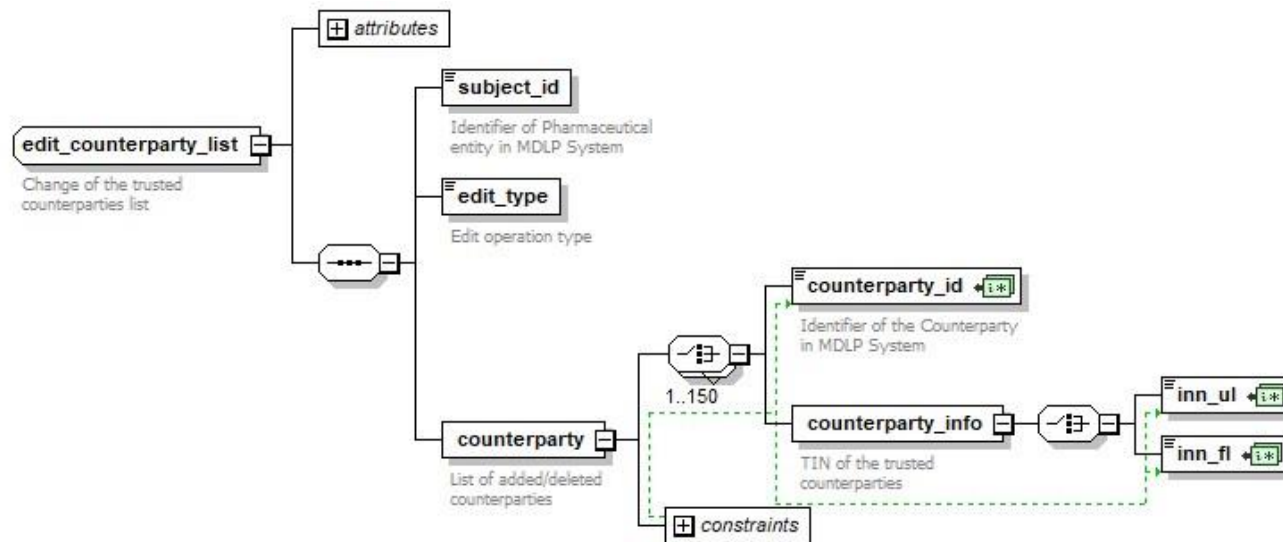 attributes
subject_id
Identifier of Pharmaceutical
entity in MDLP System
edit_counterparty_list
Change of the trusted
counterparties list
edit_type
Edit operation type
counterparty_id
Identifier of the Counterparty
in MDLP System
1..150
inn_ul
counterparty_info
TIN of the trusted
counterparties
inn_fl
counterparty
List of added/deleted
counterparties
constraints